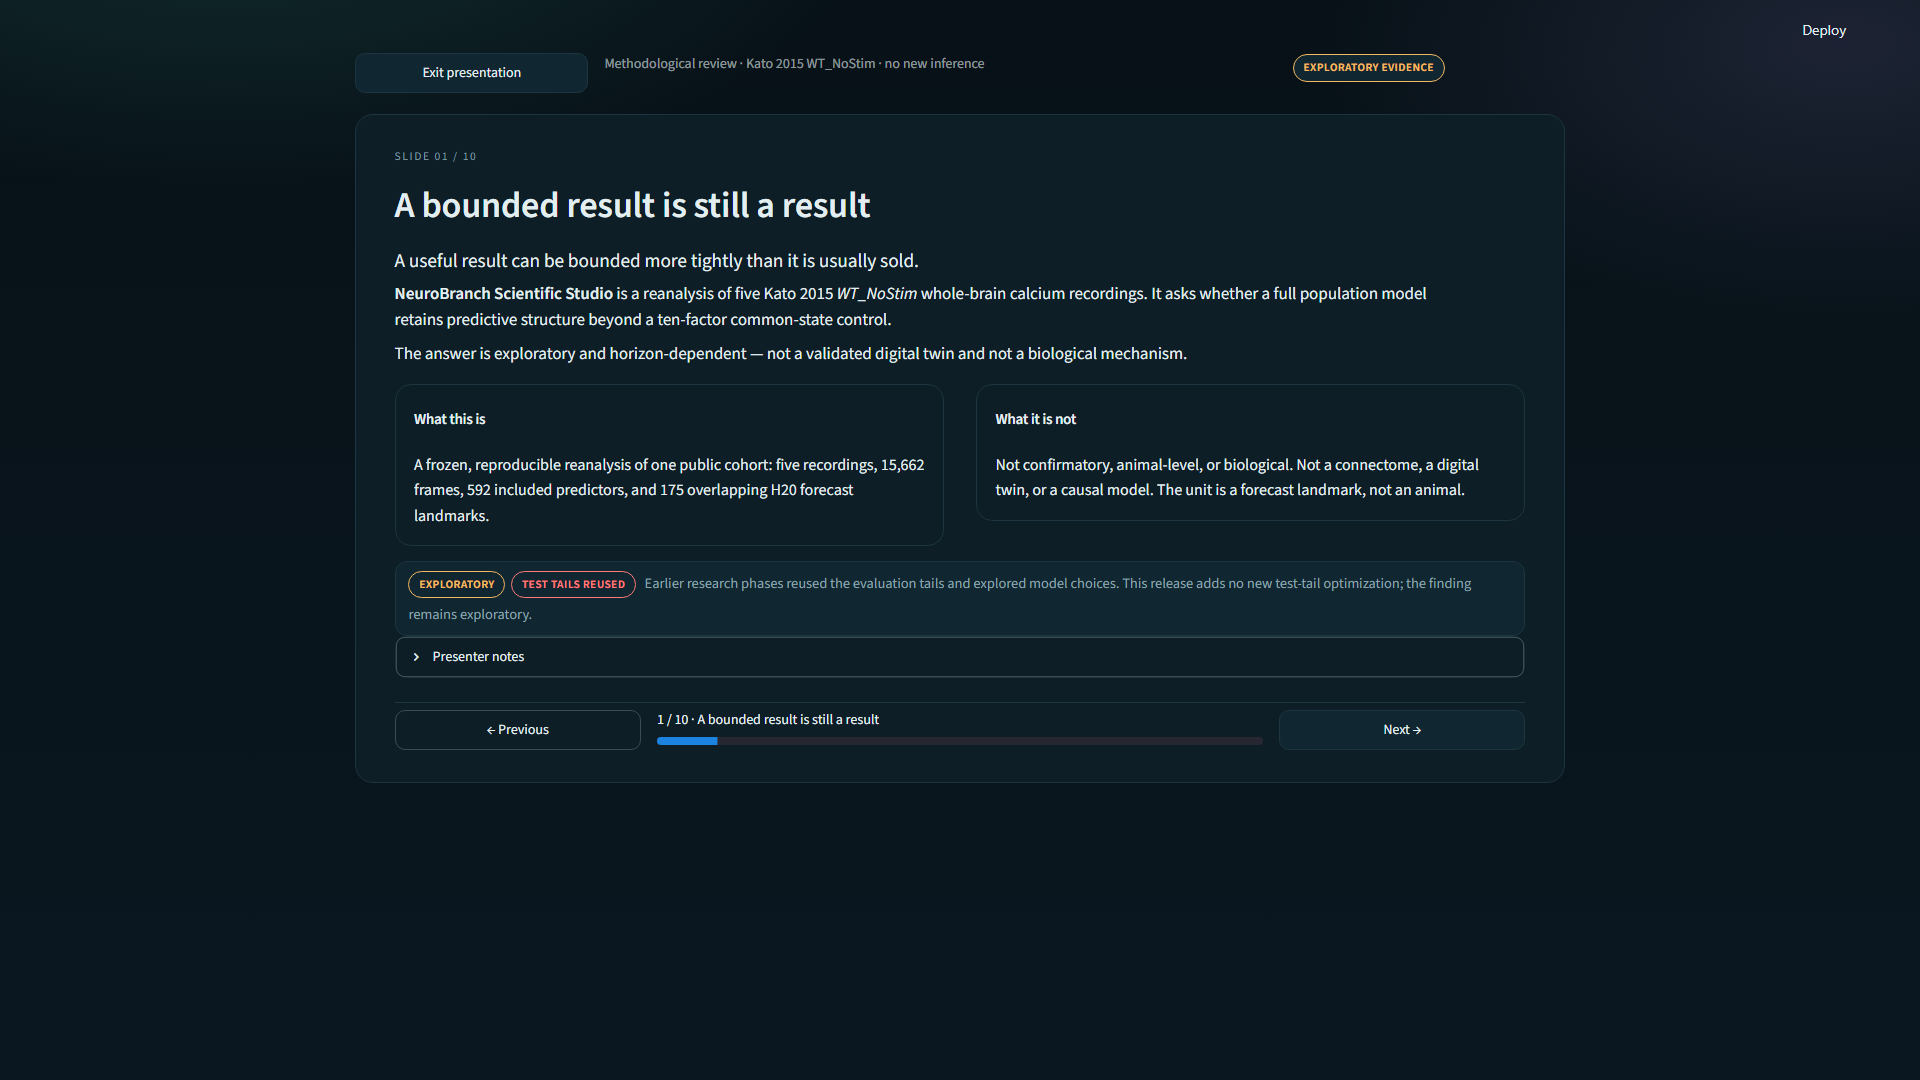 Deploy
Exit presentation
Methodological review · Kato 2015 WT_NoStim · no new inference
EXPLORATORY EVIDENCE
SLIDE 01 / 10
A bounded result is still a result
A useful result can be bounded more tightly than it is usually sold.
NeuroBranch Scientific Studio is a reanalysis of five Kato 2015 WT_NoStim whole-brain calcium recordings. It asks whether a full population model
retains predictive structure beyond a ten-factor common-state control.
The answer is exploratory and horizon-dependent — not a validated digital twin and not a biological mechanism.
What this is
A frozen, reproducible reanalysis of one public cohort: five recordings, 15,662
frames, 592 included predictors, and 175 overlapping H20 forecast
landmarks.
What it is not
Not confirmatory, animal-level, or biological. Not a connectome, a digital
twin, or a causal model. The unit is a forecast landmark, not an animal.
EXPLORATORY TEST TAILS REUSED Earlier research phases reused the evaluation tails and explored model choices. This release adds no new test-tail optimization; the finding
remains exploratory.
Presenter notes
← Previous
1 / 10 · A bounded result is still a result
Next →